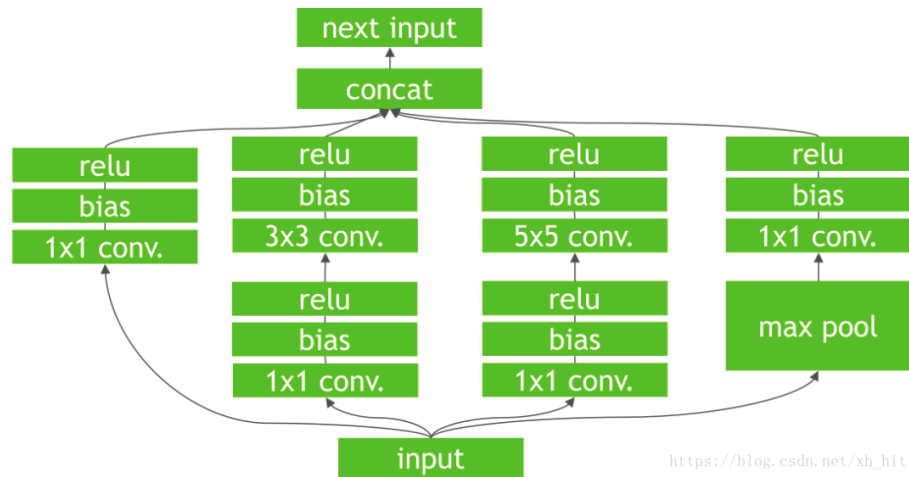 next input
concat
relu
bias
1x1 conv.
relu
bias
3x3 conv.
relu
bias
1x1 conv.
relu
bias
5x5 conv.
relu
bias
1x1 conv.
relu
bias
1x1 conv.
max pool
input
https://blog.csdn.net/xh_hit